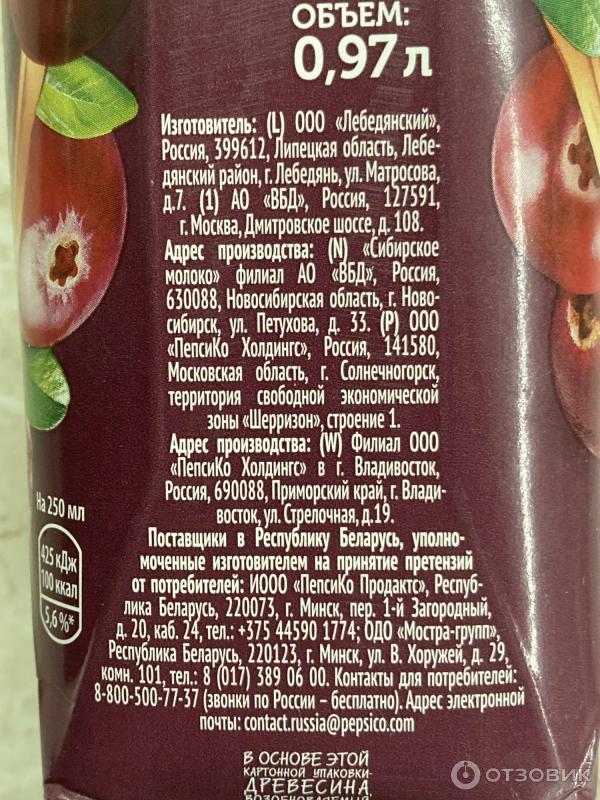 ОБЪЕМ:
0,97л
Изготовитель: (L) ООО «Лебедянский»,
Россия, 399612, Липецкая область, Лебе-
дянский район, г. Лебедянь, ул. Матросова,
д.7. (1) АО «ВБД», Россия, 127591,
г. Москва, Дмитровское шоссе, д. 108.
Адрес производства: (N) «Сибирское
молоко» филиал АО «ВБД», Россия,
630088, Новосибирская область, г. Ново-
сибирск, ул. Петухова, д. 33. (P) ООО
«ПепсиКо Холдингс», Россия, 141580,
Московская область, г. Солнечногорск,
территория свободной экономической
зоны «Шерризон», строение 1.
Адрес производства: (W) Филиал ООО
«ПепсиКо Холдингс» в г. Владивосток,
Россия, 690088, Приморский край, г. Влади-
восток, ул. Стрелочная, д.19.
Поставщики в Республику Беларусь, уполно-
моченные изготовителем на принятие претензий
от потребителей: ИООО «ПепсиКо Продактс», Респуб-
лика Беларусь, 220073, г. Минск, пер. 1-й Загородный,
д. 20, каб. 24, тел.: +375 44590 1774; ОДО «Мостра-групп»,
Республика Беларусь, 220123, г. Минск, ул. В. Хоружей, д. 29,
комн. 101, тел.: 8 (017) 389 06 00. Контакты для потребителей:
8-800-500-77-37 (звонки по России – бесплатно). Адрес электронной
почты: contact.russia@pepsico.com
На 250 мл
425 кДж
100 ккал
5,6%*
В ОСНОВЕ ЭТОЙ
КАРТОННОЙ УПАКОВКИ-
ДРЕВЕСИНА
ВОЗОБНОВЛЯЕМЫХ
ОТЗОВИК